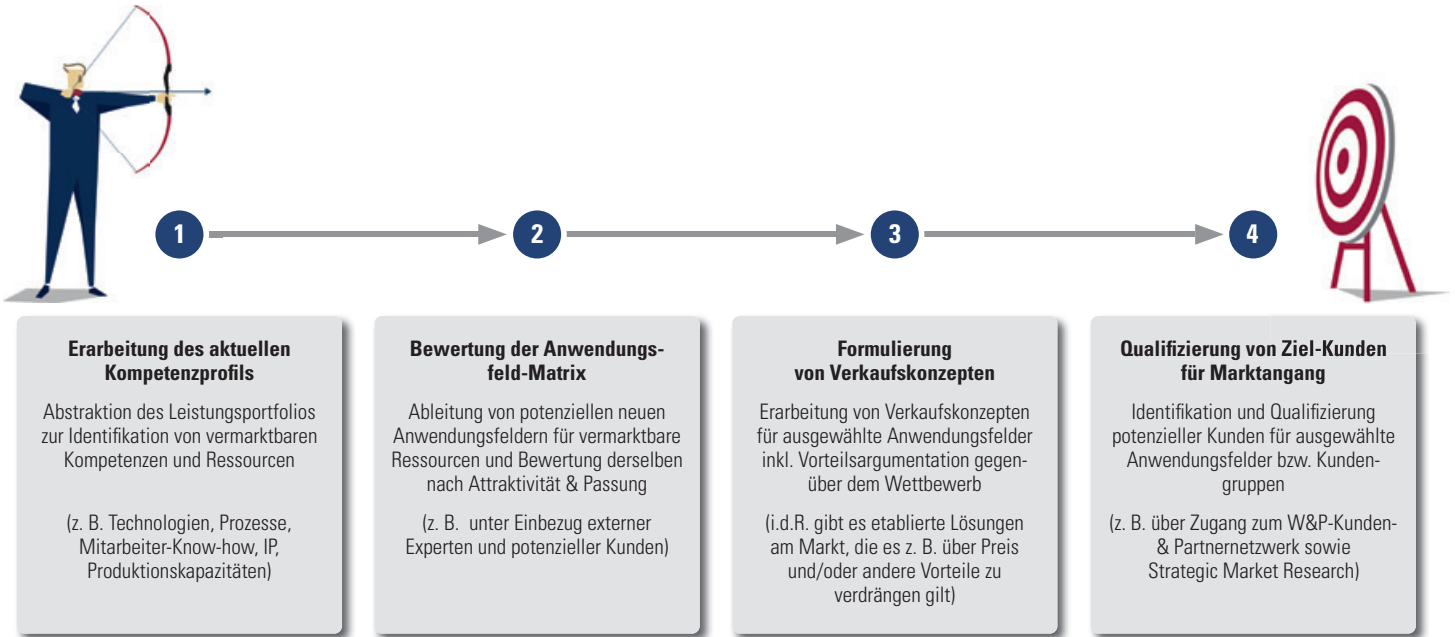 1
2
3
4
Erarbeitung des aktuellen
Kompetenzprofils
Abstraktion des Leistungsportfolios
zur Identifikation von vermarktbaren
Kompetenzen und Ressourcen
(z. B. Technologien, Prozesse,
Mitarbeiter-Know-how, IP,
Produktionskapazitäten)
Bewertung der Anwendungs-
feld-Matrix
Ableitung von potenziellen neuen
Anwendungsfeldern für vermarktbare
Ressourcen und Bewertung derselben
nach Attraktivität & Passung
(z. B. unter Einbezug externer
Experten und potenzieller Kunden)
Formulierung
von Verkaufskonzepten
Erarbeitung von Verkaufskonzepten
für ausgewählte Anwendungsfelder
inkl. Vorteilsargumentation gegen-
über dem Wettbewerb
(i.d.R. gibt es etablierte Lösungen
am Markt, die es z. B. über Preis
und/oder andere Vorteile zu
verdrängen gilt)
Qualifizierung von Ziel-Kunden
für Marktangang
Identifikation und Qualifizierung
potenzieller Kunden für ausgewählte
Anwendungsfelder bzw. Kunden-
gruppen
(z. B. über Zugang zum W&P-Kunden-
& Partnernetzwerk sowie
Strategic Market Research)